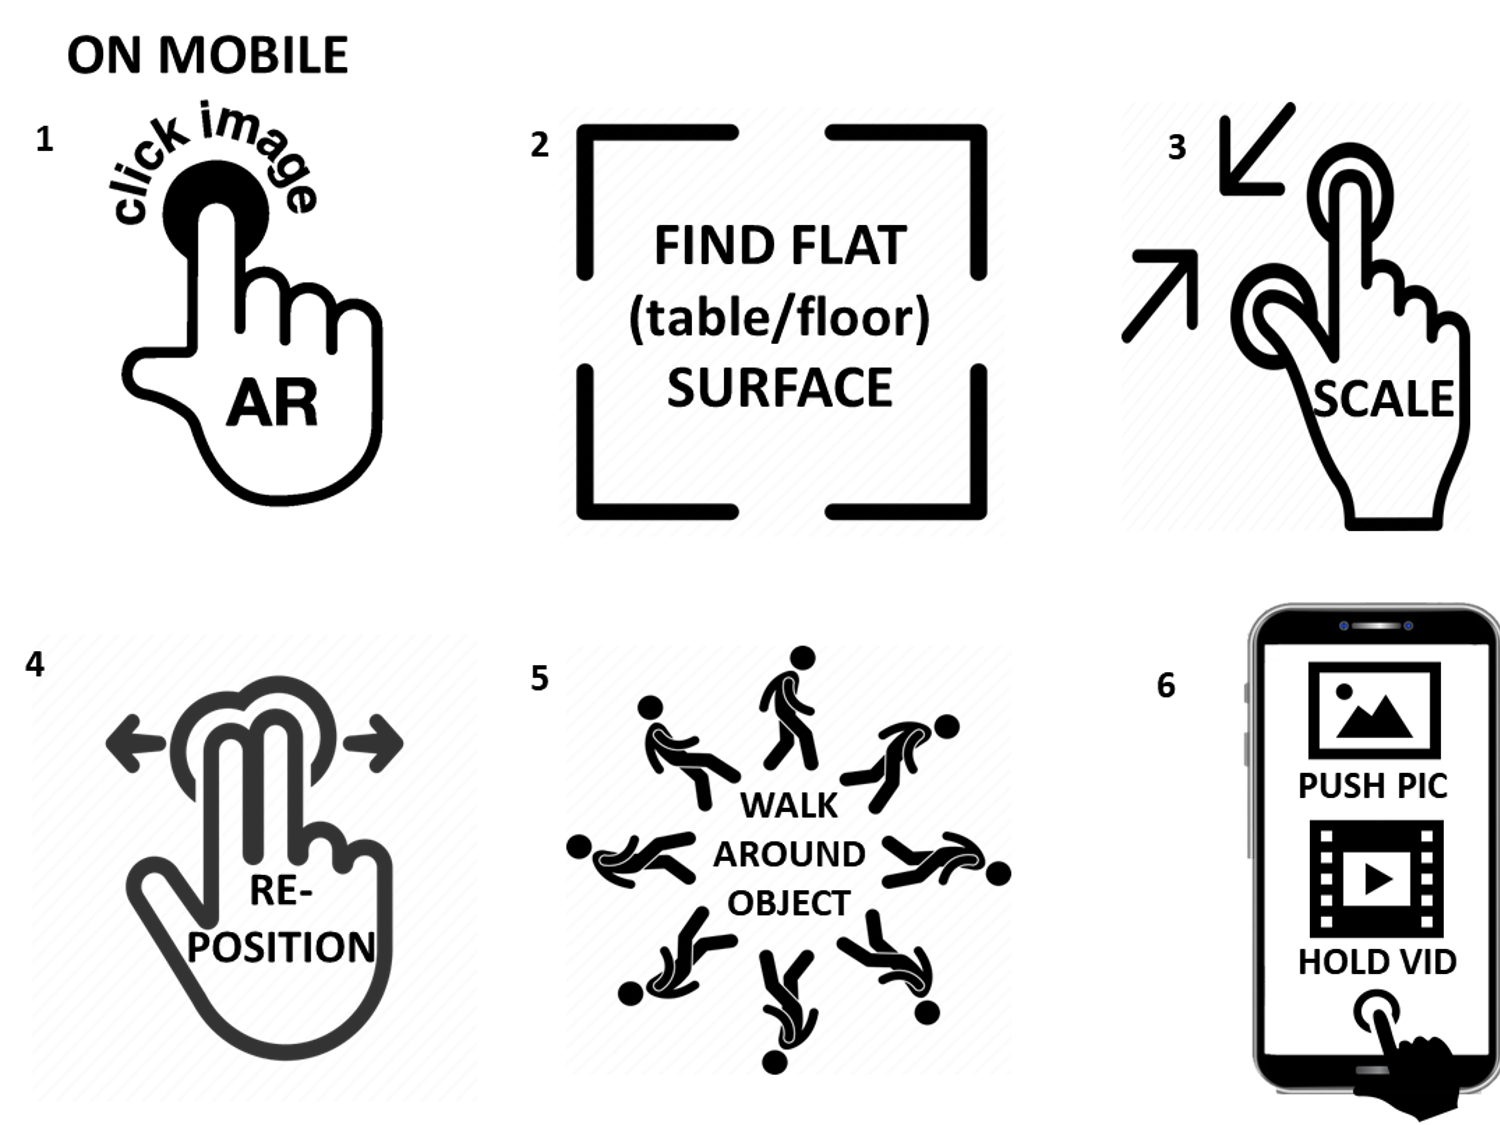 ON MOBILE
1
click image
AR
2
FIND FLAT
(table/floor)
SURFACE
3
SCALE
4
RE-
POSITION
5
WALK
AROUND
OBJECT
6
PUSH PIC
HOLD VID